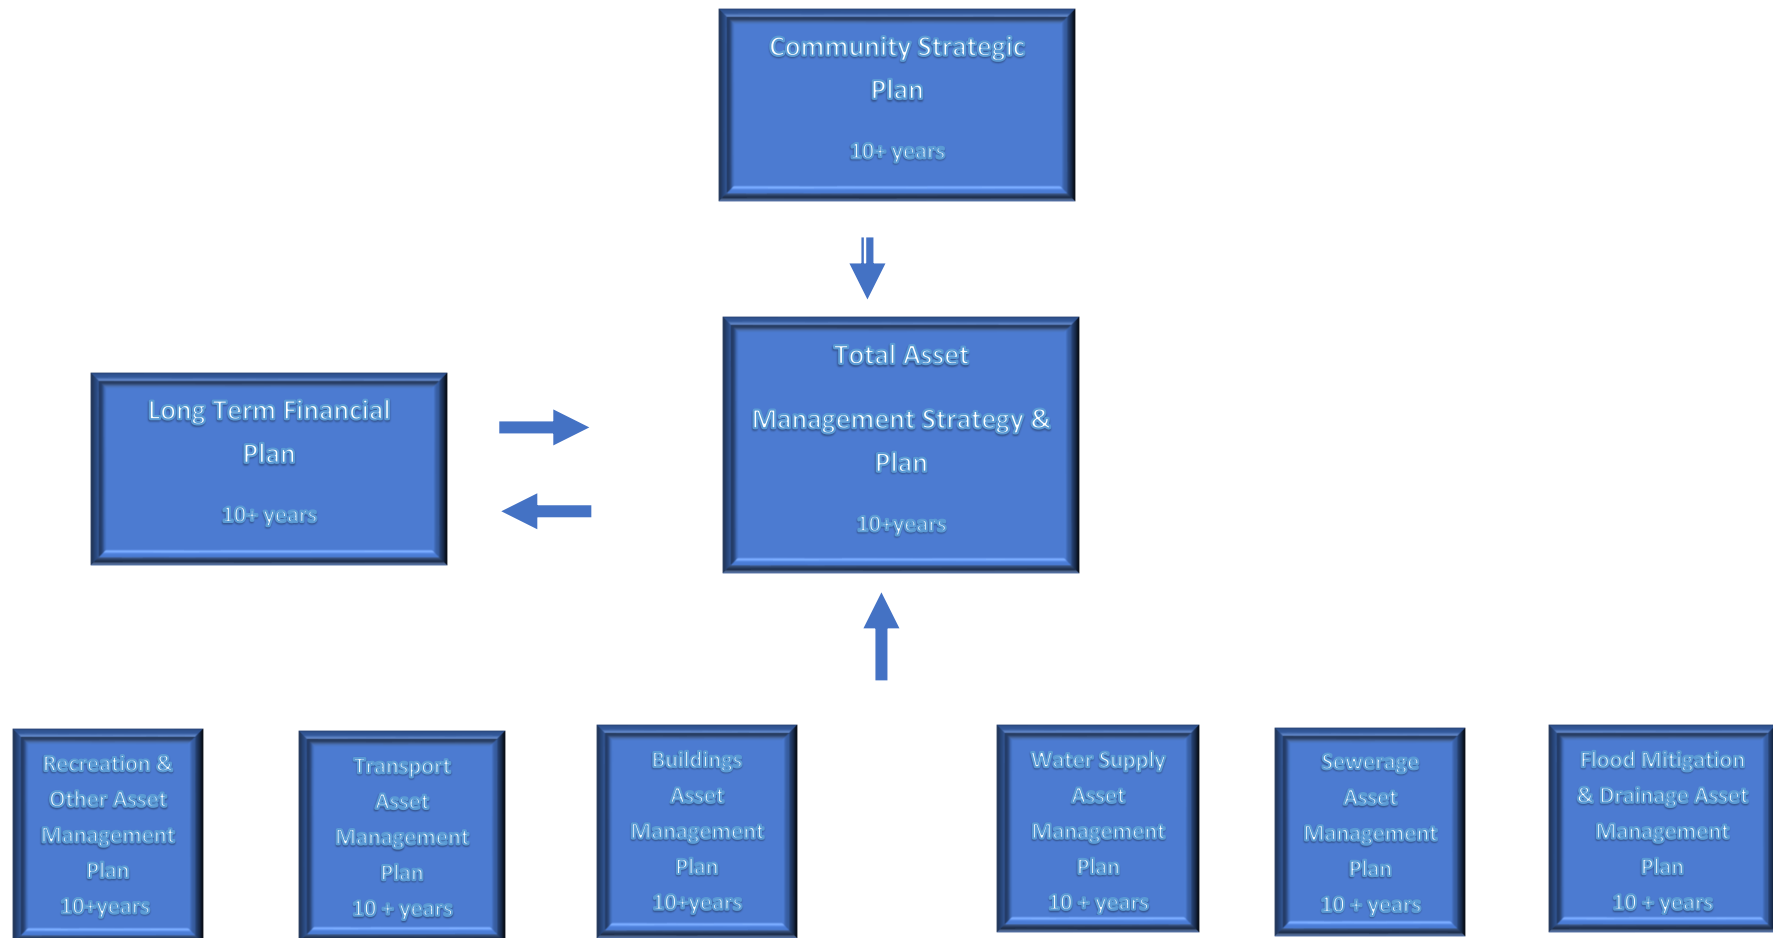 Community Strategic
Plan
10+ years
Total Asset
Management Strategy &
Plan
10+years
Long Term Financial
Plan
10+ years
Recreation &
Other Asset
Management
Plan
10+years
Transport
Asset
Management
Plan
10 + years
Buildings
Asset
Management
Plan
10+years
Water Supply
Asset
Management
Plan
10 + years
Sewerage
Asset
Management
Plan
10 + years
Flood Mitigation
& Drainage Asset
Management
Plan
10 + years